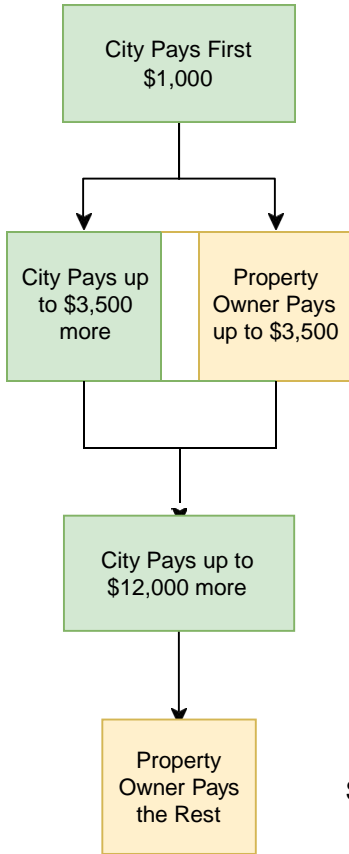 City Pays First
$1,000
City Pays up
to $3,500
more
Property
Owner Pays
up to $3,500
City Pays up to
$12,000 more
Property
Owner Pays
the Rest
$